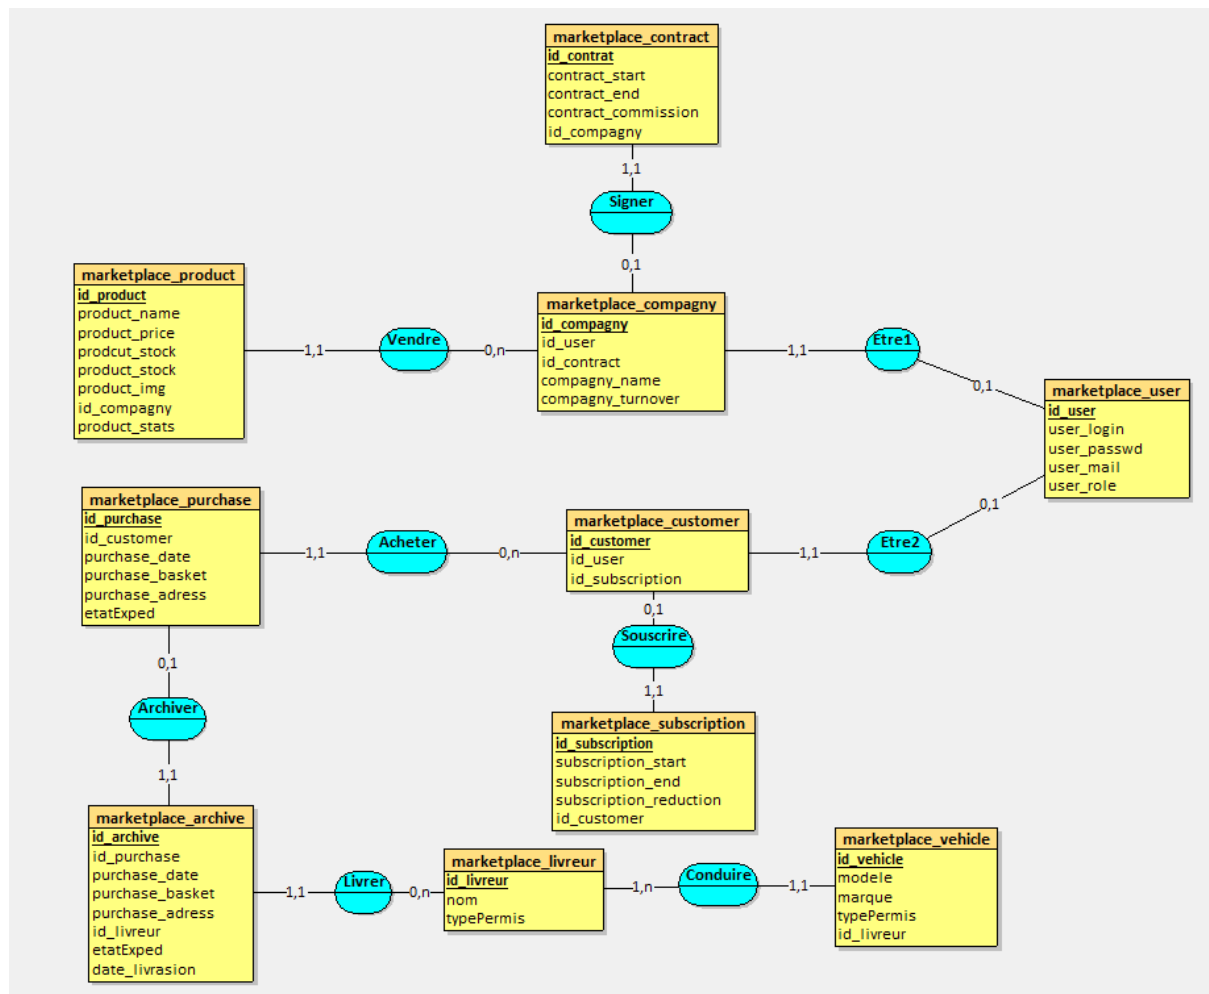 marketplace_contract
id_contrat
contract_start
contract_end
contract_commission
id_compagny
1,1
Signer
0,1
marketplace_product
id_product
product_name
product_price
prodcut_stock
product_stock
product_img
id_compagny
product_stats
1,1
Vendre
0,n
marketplace_compagny
id_compagny
id_user
id_contract
compagny_name
compagny_turnover
1,1
Etre1
0,1
marketplace_user
id_user
user_login
user_passwd
user_mail
user_role
0,1
marketplace_purchase
id_purchase
id_customer
purchase_date
purchase_basket
purchase_adress
etatExped
1,1
Acheter
0,n
marketplace_customer
id_customer
id_user
id_subscription
1,1
Etre2
0,1
Souscrire
1,1
0,1
Archiver
1,1
marketplace_subscription
id_subscription
subscription_start
subscription_end
subscription_reduction
id_customer
marketplace_archive
id_archive
id_purchase
purchase_date
purchase_basket
purchase_adress
id_livreur
etatExped
date_livrasion
1,1
Livrer
0,n
marketplace_livreur
id_livreur
nom
typePermis
1,n
Conduire
1,1
marketplace_vehicle
id_vehicle
modele
marque
typePermis
id_livreur